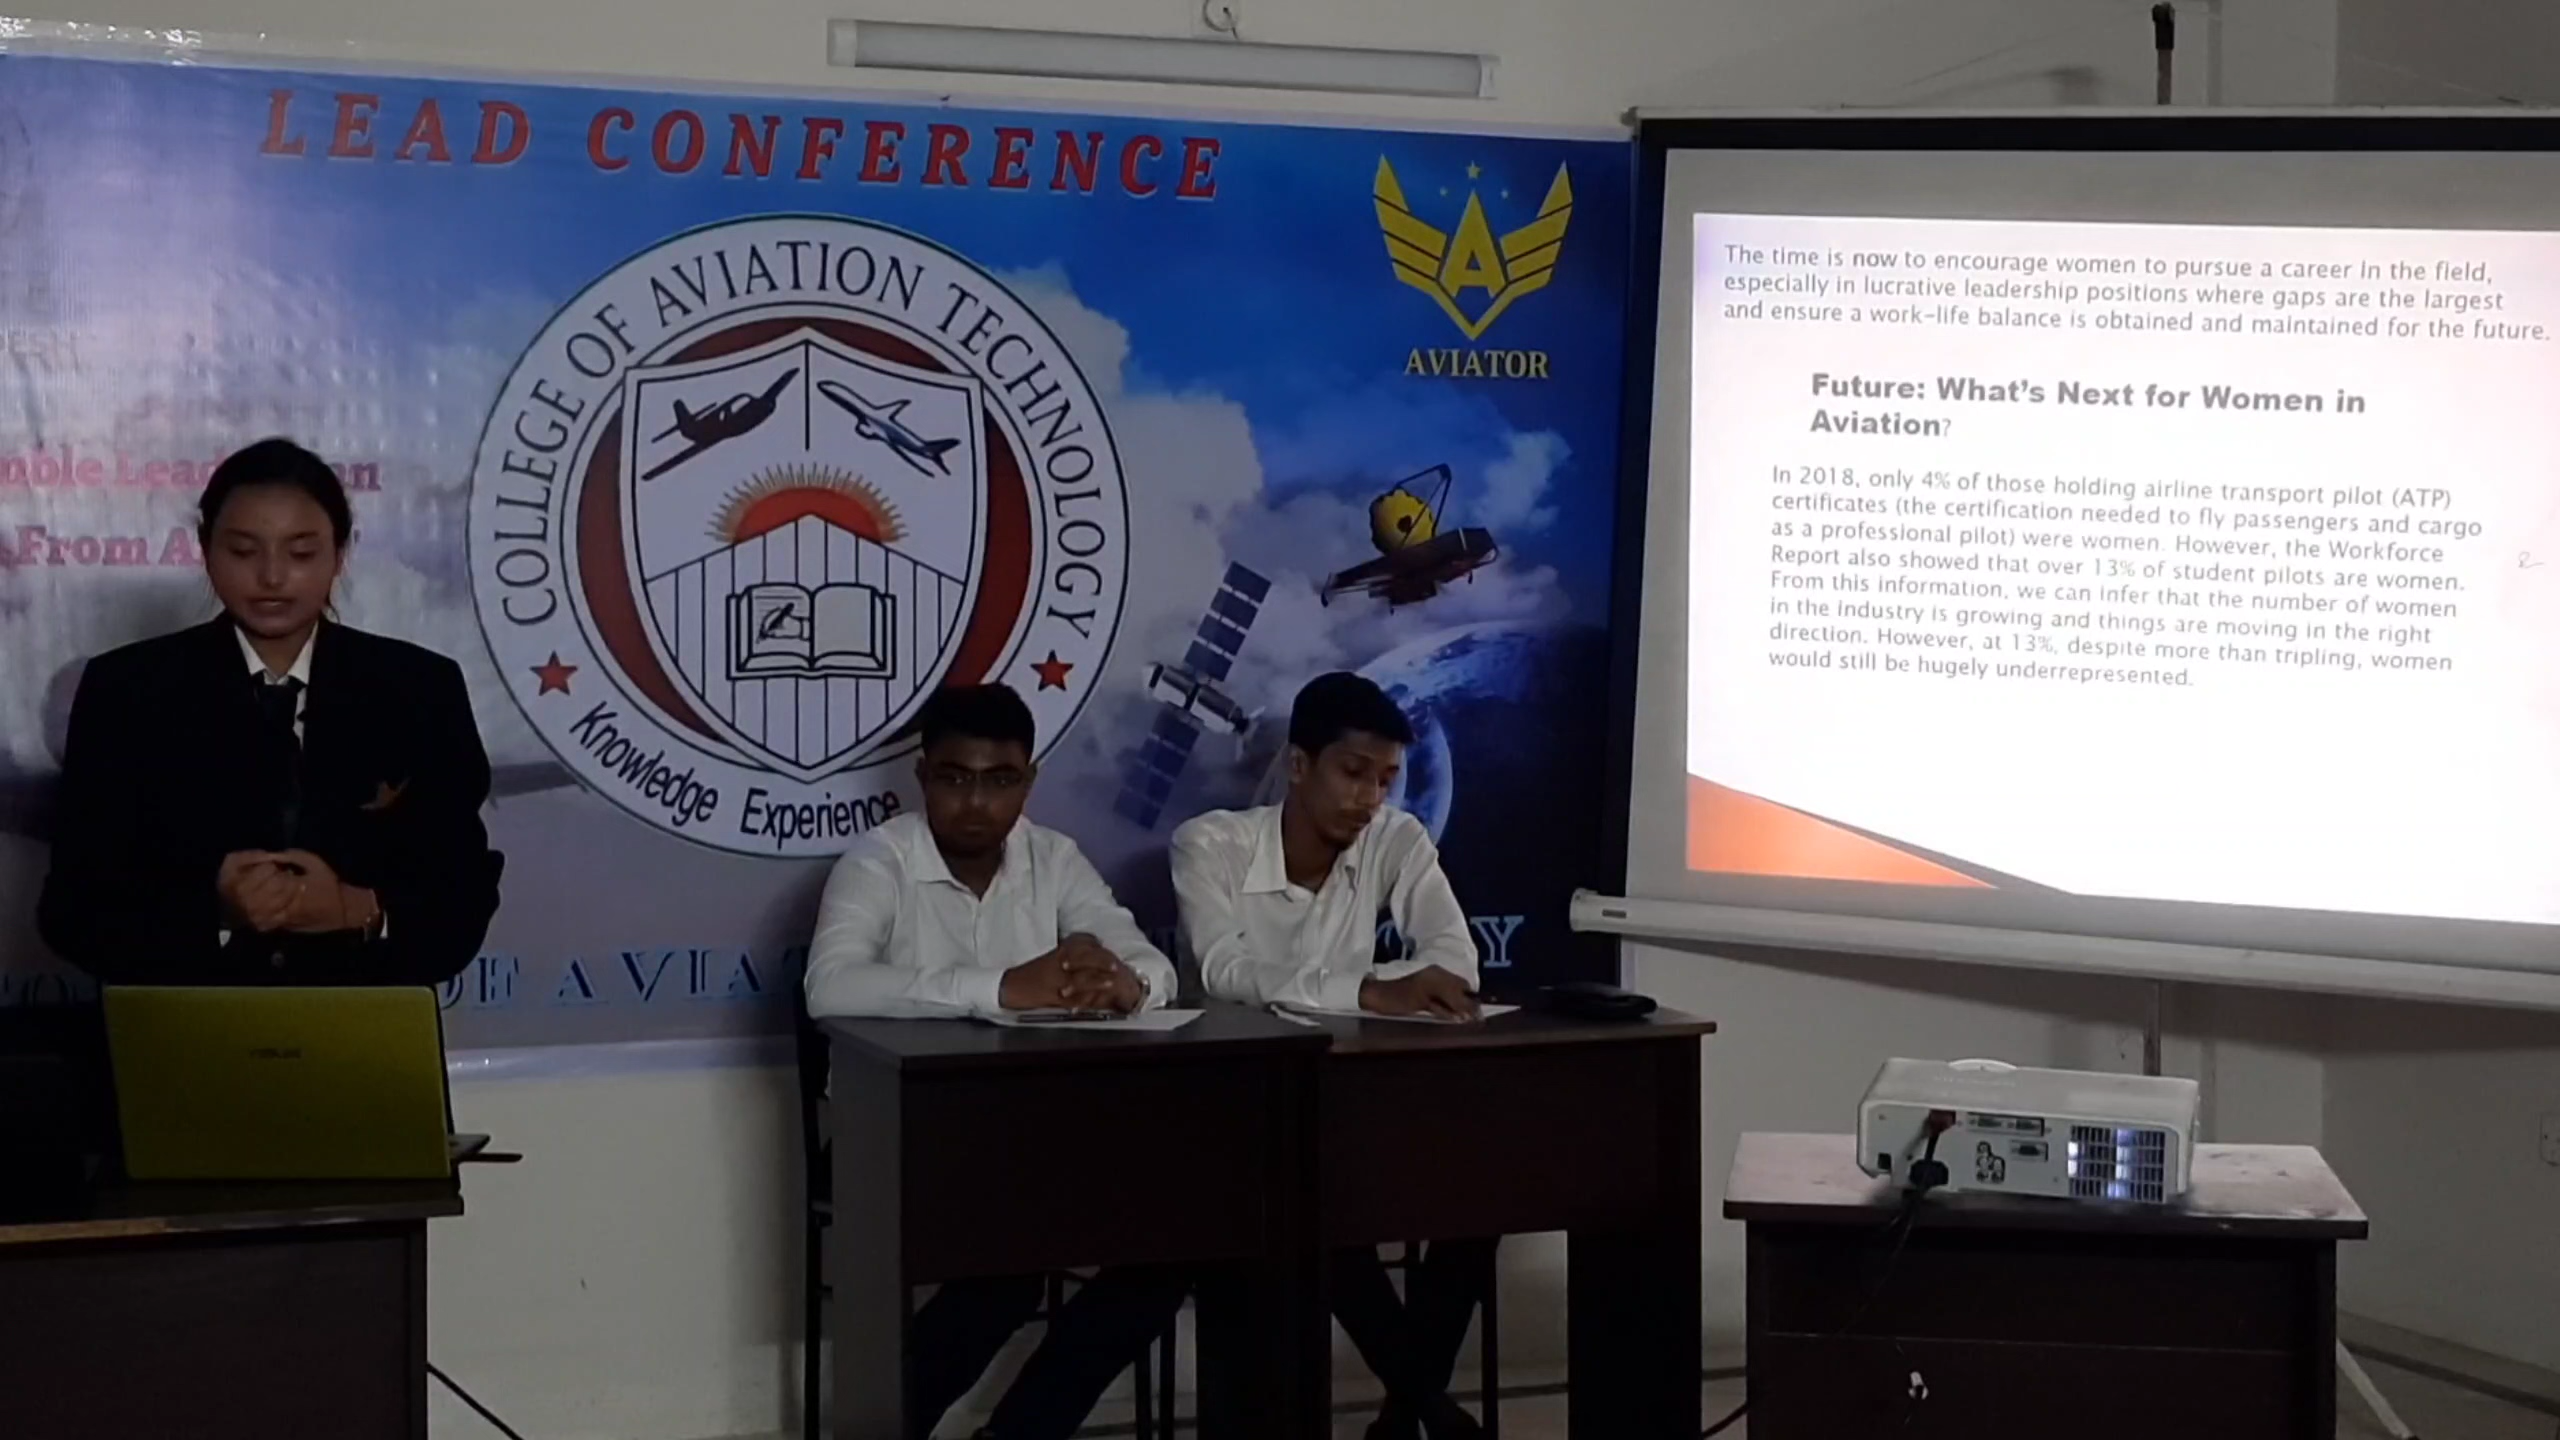 LEAD CONFERENCE
COLLEGE OF AVIATION TECHNOLOGY
Knowledge Experience
AVIATOR
From
OF AVIA
Y
ASUS
The time is now to encourage women to pursue a career in the field,
especially in lucrative leadership positions where gaps are the largest
and ensure a work-life balance is obtained and maintained for the future.
Future: What's Next for Women in
Aviation?
In 2018, only 4% of those holding airline transport pilot (ATP)
certificates (the certification needed to fly passengers and cargo
as a professional pilot) were women. However, the Workforce
Report also showed that over 13% of student pilots are women.
From this information, we can infer that the number of women
in the industry is growing and things are moving in the right
direction. However, at 13%, despite more than tripling, women
would still be hugely underrepresented.